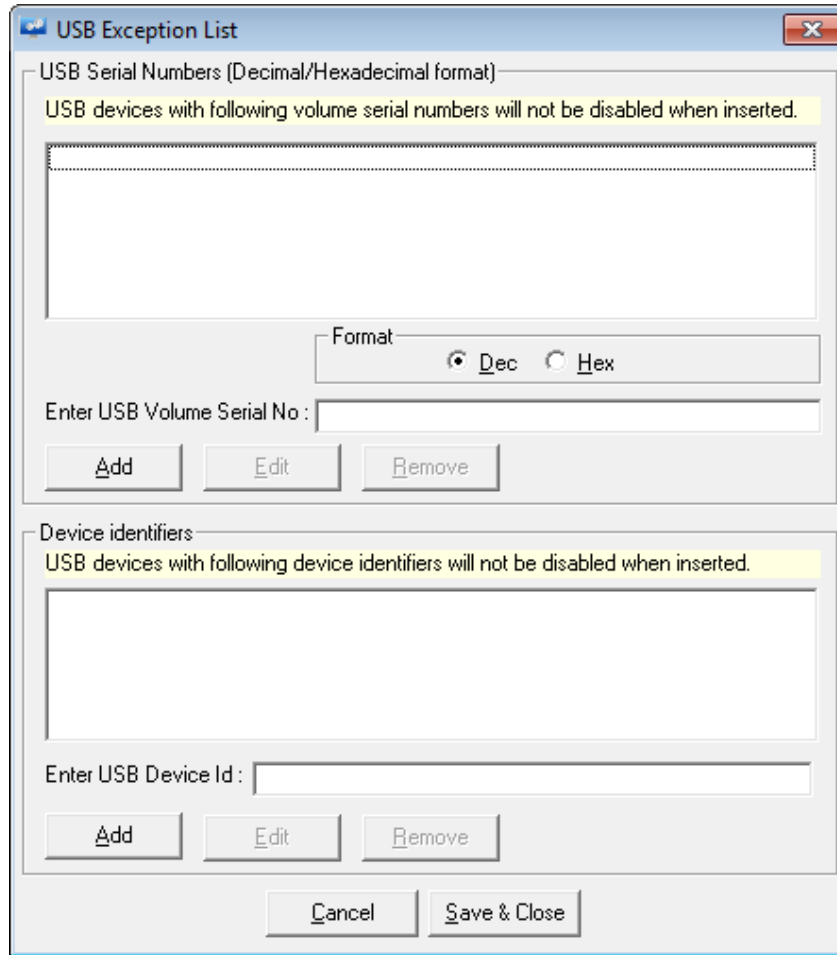 USB Exception List
USB Serial Numbers (Decimal/Hexadecimal format)
USB devices with following volume serial numbers will not be disabled when inserted.
Format
Dec Hex
Enter USB Volume Serial No :
Add Edit Remove
Device identifiers
USB devices with following device identifiers will not be disabled when inserted.
Enter USB Device Id :
Add Edit Remove
Cancel Save & Close